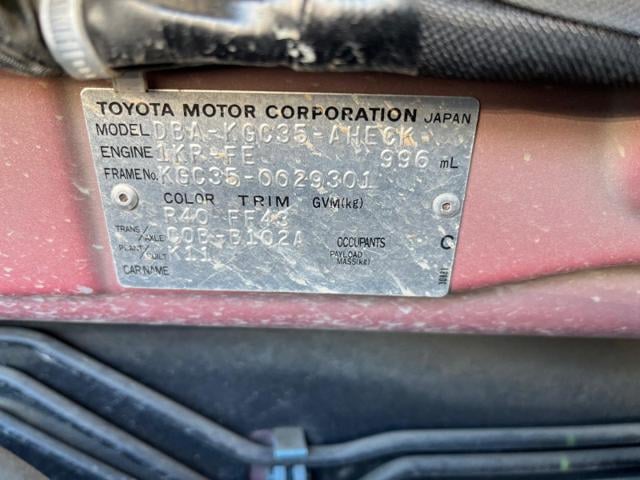 TOYOTA MOTOR CORPORATION JAPAN
MODEL DBA-KGC35-AHECK
ENGINE 1KR-FE 996 mL
FRAME No. KGC35-0029301
COLOR TRIM GVM(kg)
R40 FF43
TRANS/AXLE C0B-B102A OCCUPANTS C
PLANT/BUILT K11 PAYLOAD MASS(kg)
CAR NAME